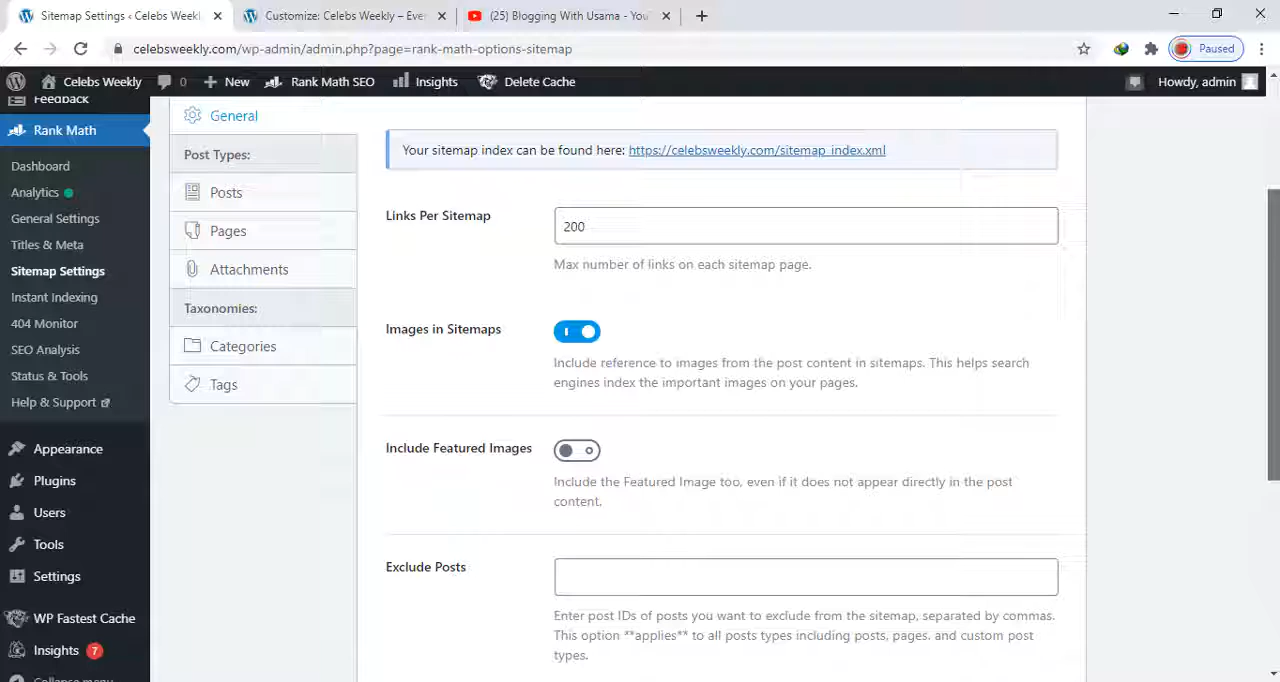 Sitemap Settings ‹ Celebs Weekl
Customize: Celebs Weekly – Ever
(25) Blogging With Usama - You
celebsweekly.com/wp-admin/admin.php?page=rank-math-options-sitemap
Paused
Celebs Weekly
0
New
Rank Math SEO
Insights
Delete Cache
Howdy, admin
Feedback
Rank Math
Dashboard
Analytics
General Settings
Titles & Meta
Sitemap Settings
Instant Indexing
404 Monitor
SEO Analysis
Status & Tools
Help & Support
Appearance
Plugins
Users
Tools
Settings
WP Fastest Cache
Insights 7
Collapse menu
General
Post Types:
Posts
Pages
Attachments
Taxonomies:
Categories
Tags
Your sitemap index can be found here: https://celebsweekly.com/sitemap_index.xml
Links Per Sitemap
200
Max number of links on each sitemap page.
Images in Sitemaps
Include reference to images from the post content in sitemaps. This helps search
engines index the important images on your pages.
Include Featured Images
Include the Featured Image too, even if it does not appear directly in the post
content.
Exclude Posts
Enter post IDs of posts you want to exclude from the sitemap, separated by commas.
This option **applies** to all posts types including posts, pages, and custom post
types.